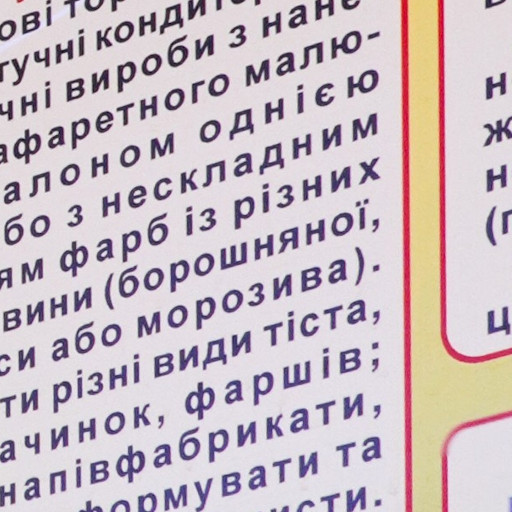 ові тор
тучні кондите
чні вироби з нане
афаретного малю-
алоном однією
бо з нескладним
ям фарб із різних
вини (борошняної,
си або морозива).
ти різні види тіста,
ачинок, фаршів;
напівфабрикати,
формувати та
исти.
н
ж
н
(г
ц